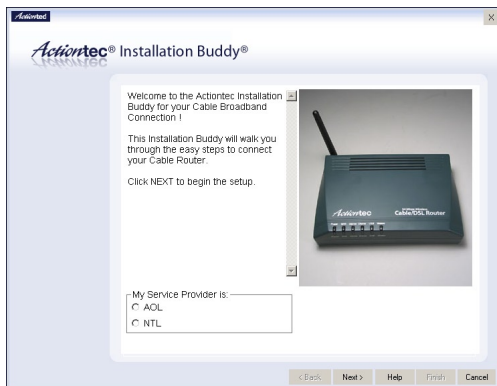 Actiontec
X
Actiontec® Installation Buddy®
Welcome to the Actiontec Installation
Buddy for your Cable Broadband
Connection !
This Installation Buddy will walk you
through the easy steps to connect
your Cable Router.
Click NEXT to begin the setup.
Actiontec
Cable/DSL Router
My Service Provider is:
AOL
NTL
< Back
Next >
Help
Finish
Cancel